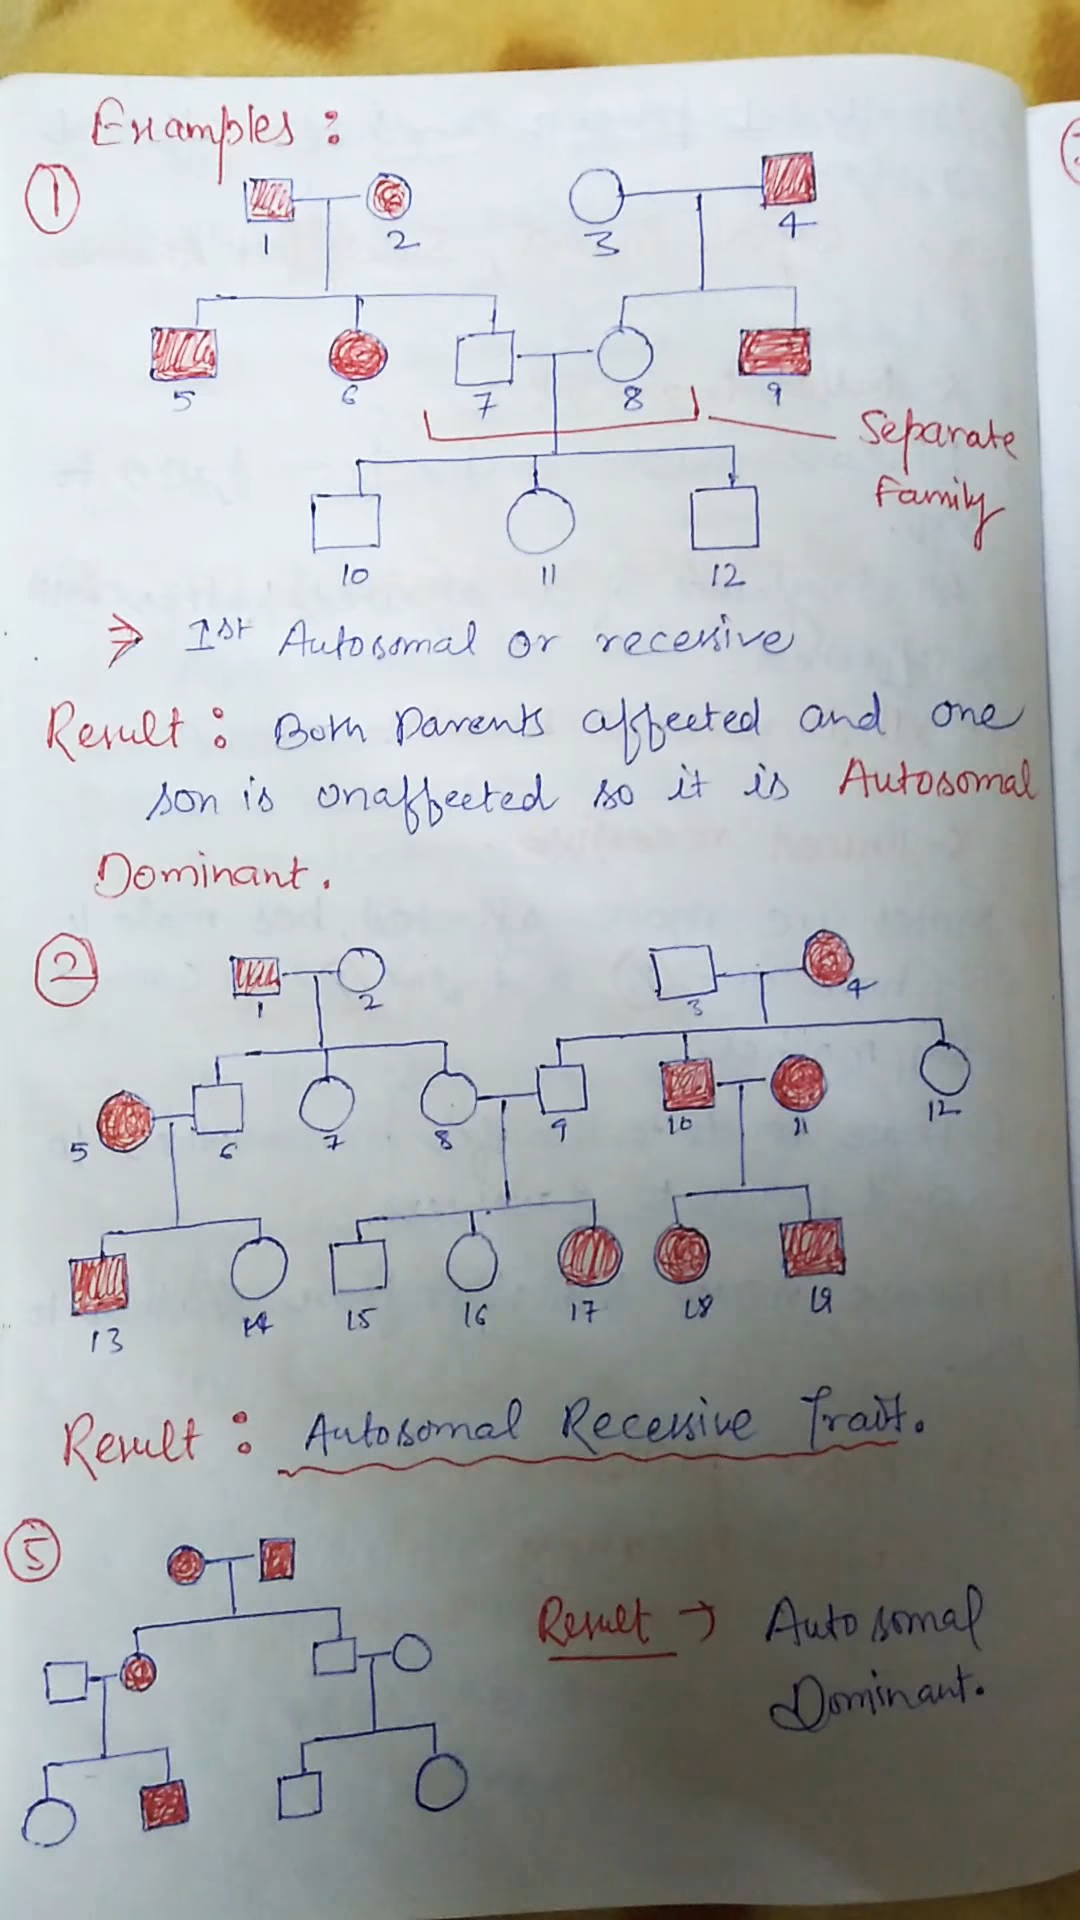 Examples :
①
1 2 3 4
5 6 7 8 9
Separate
Family
10 11 12
⇒ 1st Autosomal or recessive
Result : Both Parents affected and one
son is unaffected so it is Autosomal
Dominant.
②
1 2 3 4
5 6 7 8 9 10 11 12
13 14 15 16 17 18 19
Result : Autosomal Recessive Trait.
⑤
Result → Autosomal
Dominant.